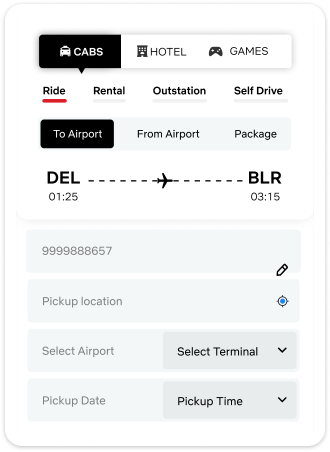 CABS HOTEL GAMES
Ride Rental Outstation Self Drive
To Airport From Airport Package
DEL BLR
01:25 03:15
9999888657
Pickup location
Select Airport Select Terminal
Pickup Date Pickup Time